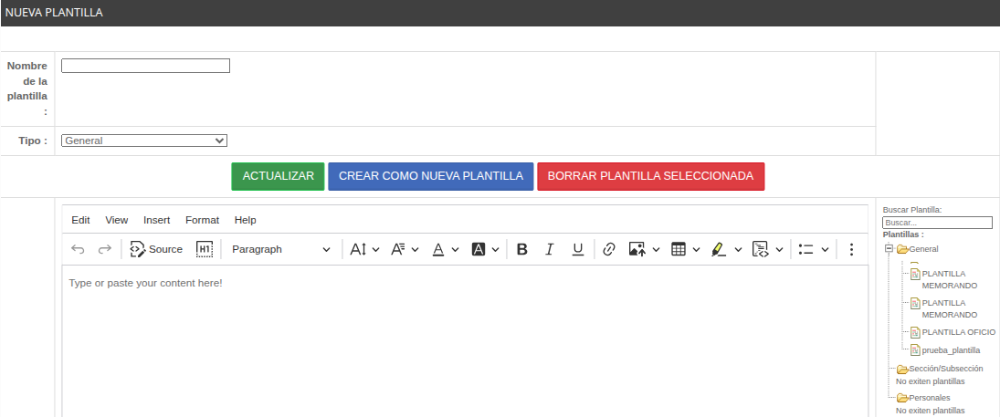 NUEVA PLANTILLA
Nombre
de la
plantilla
:
Tipo :
General
ACTUALIZAR
CREAR COMO NUEVA PLANTILLA
BORRAR PLANTILLA SELECCIONADA
Edit View Insert Format Help
Source H1 Paragraph A A A A B I U
Type or paste your content here!
Buscar Plantilla:
Buscar...
Plantillas :
General
PLANTILLA
MEMORANDO
PLANTILLA
MEMORANDO
PLANTILLA OFICIO
prueba_plantilla
Sección/Subsección
No exiten plantillas
Personales
No exiten plantillas